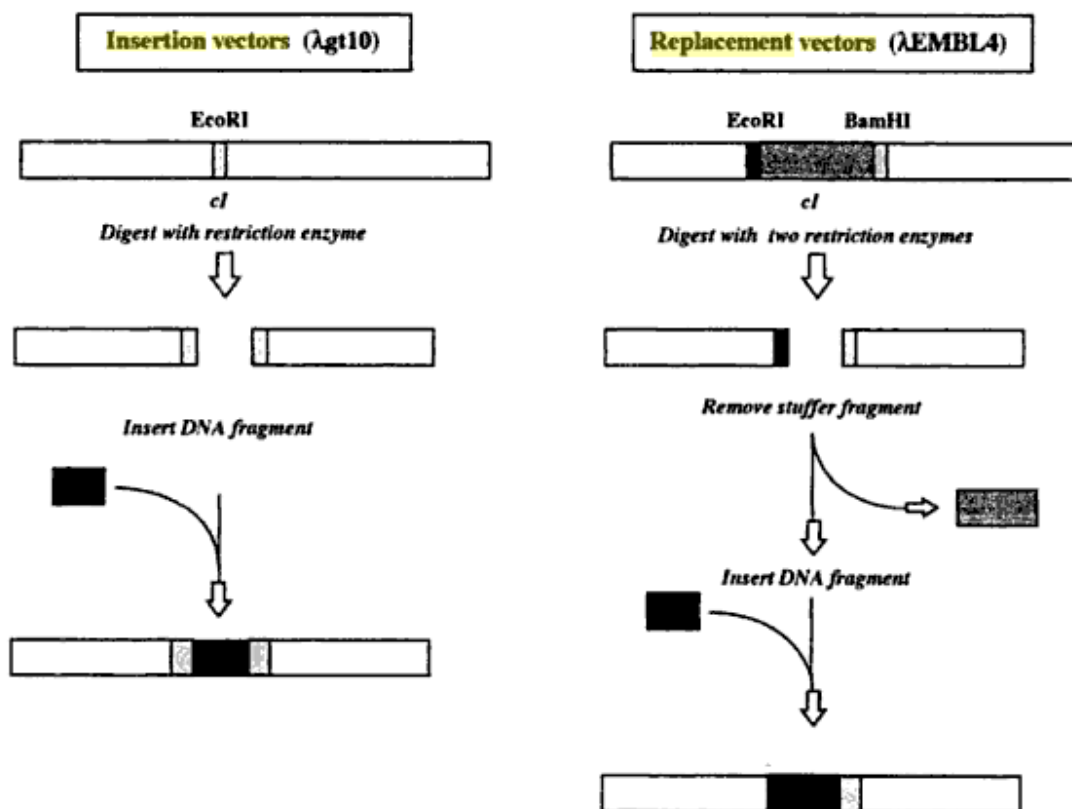 Insertion vectors (λgt10)
EcoRI
cI
Digest with restriction enzyme
Insert DNA fragment
Replacement vectors (λEMBL4)
EcoRI BamHI
cI
Digest with two restriction enzymes
Remove stuffer fragment
Insert DNA fragment